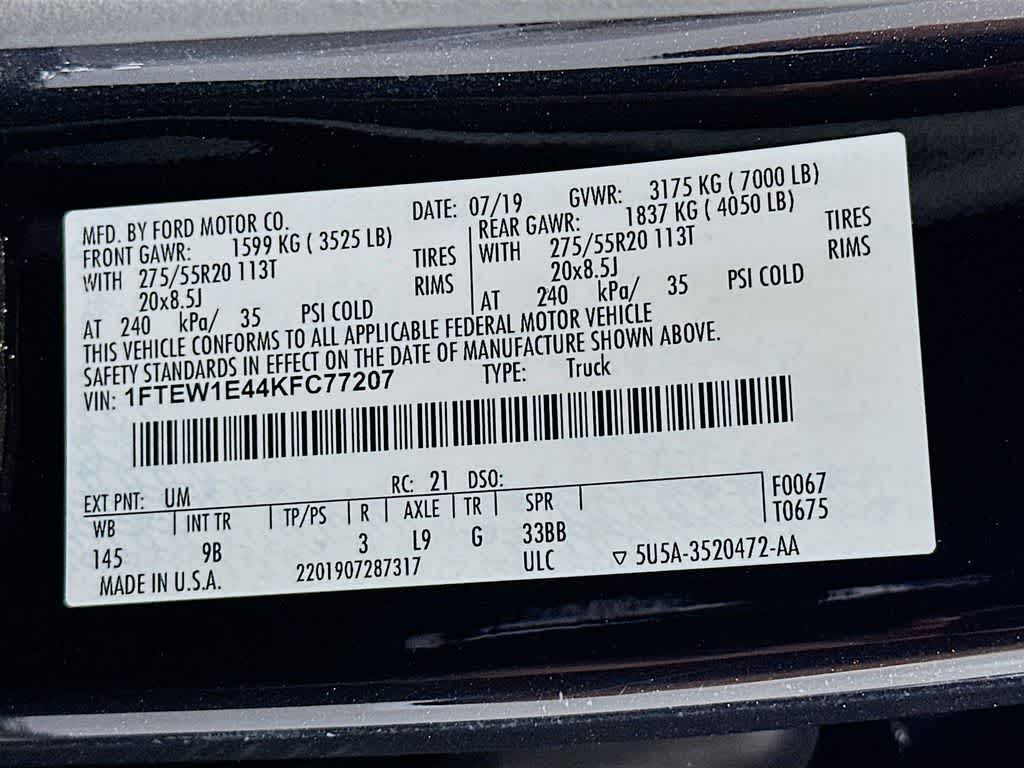 MFD. BY FORD MOTOR CO. DATE: 07/19 GVWR: 3175 KG ( 7000 LB)
FRONT GAWR: 1599 KG ( 3525 LB) REAR GAWR: 1837 KG ( 4050 LB)
WITH 275/55R20 113T TIRES WITH 275/55R20 113T TIRES
20x8.5J RIMS 20x8.5J RIMS
AT 240 kPa/ 35 PSI COLD AT 240 kPa/ 35 PSI COLD
THIS VEHICLE CONFORMS TO ALL APPLICABLE FEDERAL MOTOR VEHICLE
SAFETY STANDARDS IN EFFECT ON THE DATE OF MANUFACTURE SHOWN ABOVE.
VIN: 1FTEW1E44KFC77207 TYPE: Truck
EXT PNT: UM RC: 21 DSO: F0067
WB INT TR TP/PS R AXLE TR SPR T0675
145 9B 3 L9 G 33BB
MADE IN U.S.A. 2201907287317 ULC ▽ 5U5A-3520472-AA